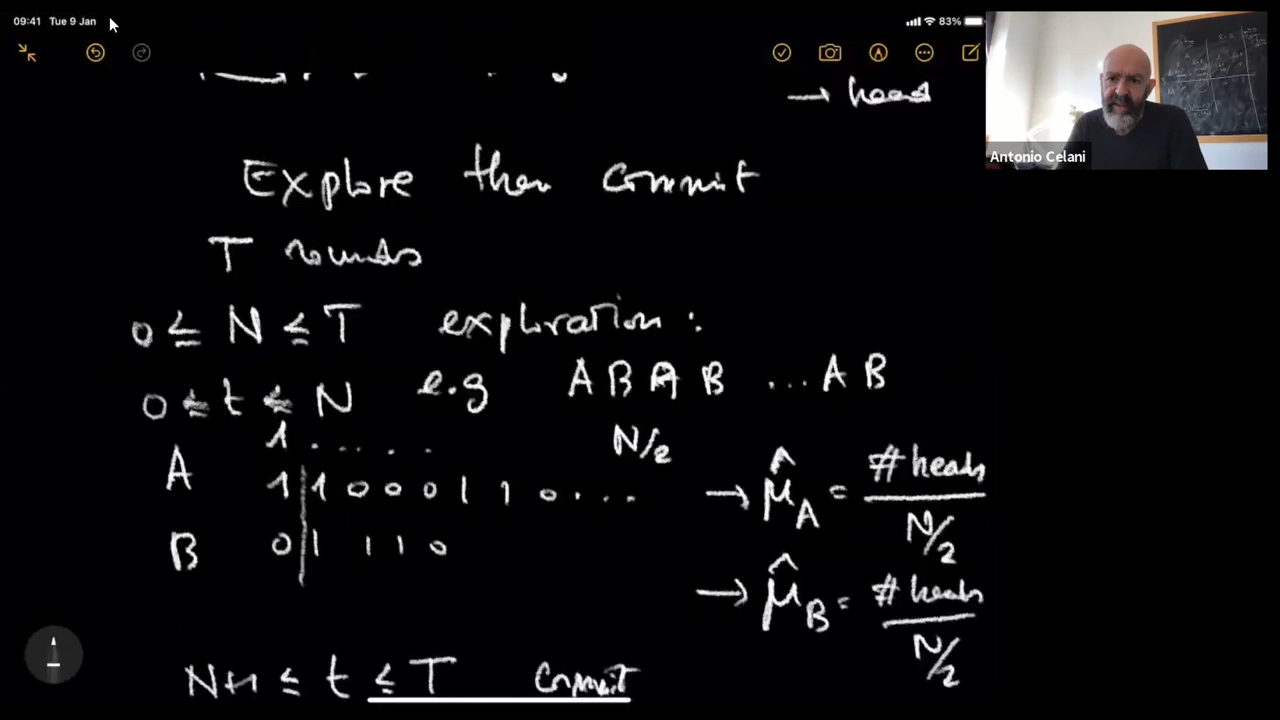 09:41 Tue 9 Jan
83%
→ head
Explore then commit
T rounds
0 ≤ N ≤ T exploration :
0 ≤ t ≤ N e.g A B A B ... A B
1 . . . . . N/2
A 1 1 0 0 0 1 1 0 . . . → μ̂_A = # heads / N/2
B 0 1 1 1 0 → μ̂_B = # heads / N/2
N+1 ≤ t ≤ T Commit
Antonio Celani